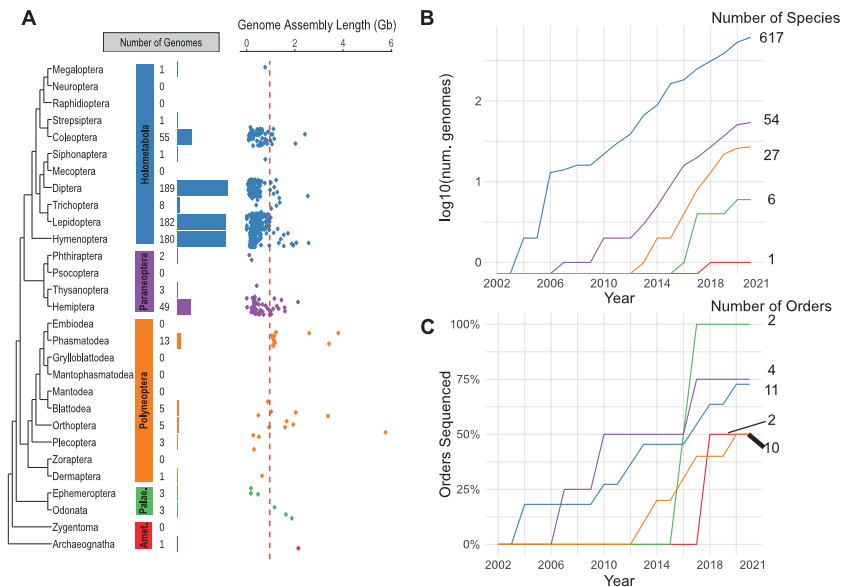 A
Genome Assembly Length (Gb)
Number of Genomes
0 2 4 6
Megaloptera 1
Neuroptera 0
Raphidioptera 0
Strepsiptera 1
Coleoptera 55
Siphonaptera 1
Mecoptera 0
Diptera 189
Trichoptera 8
Lepidoptera 182
Hymenoptera 180
Holometabola
Phthiraptera 2
Psocoptera 0
Thysanoptera 3
Hemiptera 49
Paraneoptera
Embiodea 0
Phasmatodea 13
Grylloblattodea 0
Mantophasmatodea 0
Mantodea 0
Blattodea 5
Orthoptera 5
Plecoptera 3
Zoraptera 0
Dermaptera 1
Polyneoptera
Ephemeroptera 3
Odonata 3
Palae.
Zygentoma 0
Archaeognatha 1
Amet.
B
Number of Species
617
54
27
6
1
log10(num. genomes)
2
1
0
2002 2006 2010 2014 2018 2021
Year
C
Number of Orders
2
4
11
2
10
Orders Sequenced
100%
75%
50%
25%
0%
2002 2006 2010 2014 2018 2021
Year